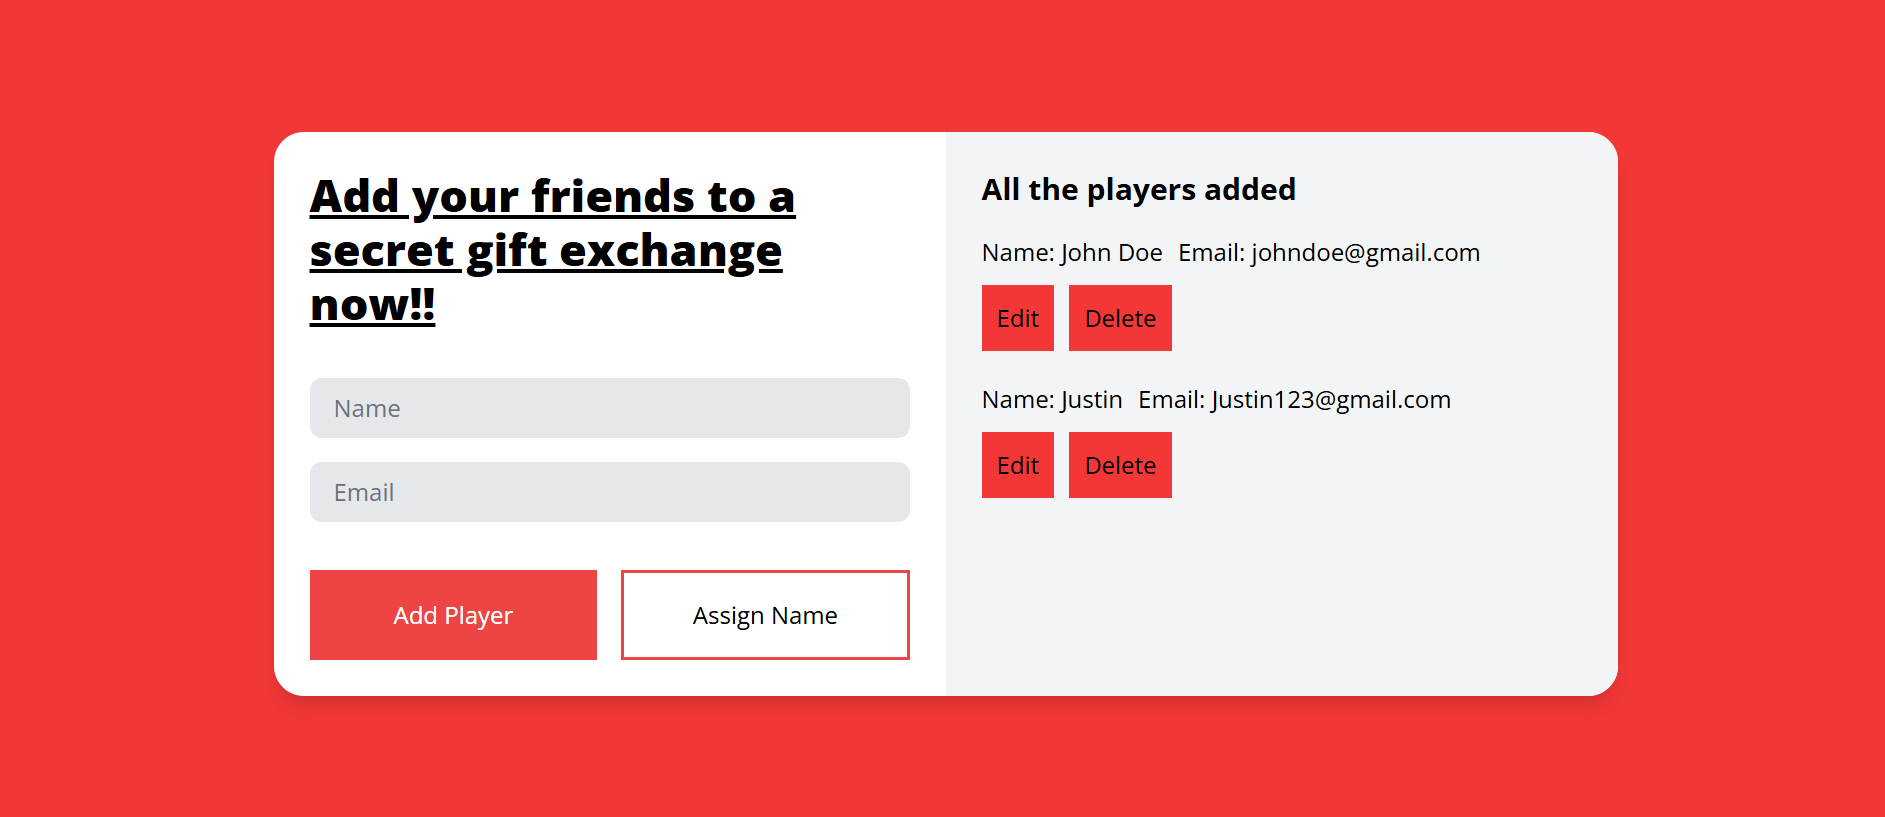 Add your friends to a
secret gift exchange
now!!
Name
Email
Add Player
Assign Name
All the players added
Name: John Doe Email: johndoe@gmail.com
Edit Delete
Name: Justin Email: Justin123@gmail.com
Edit Delete